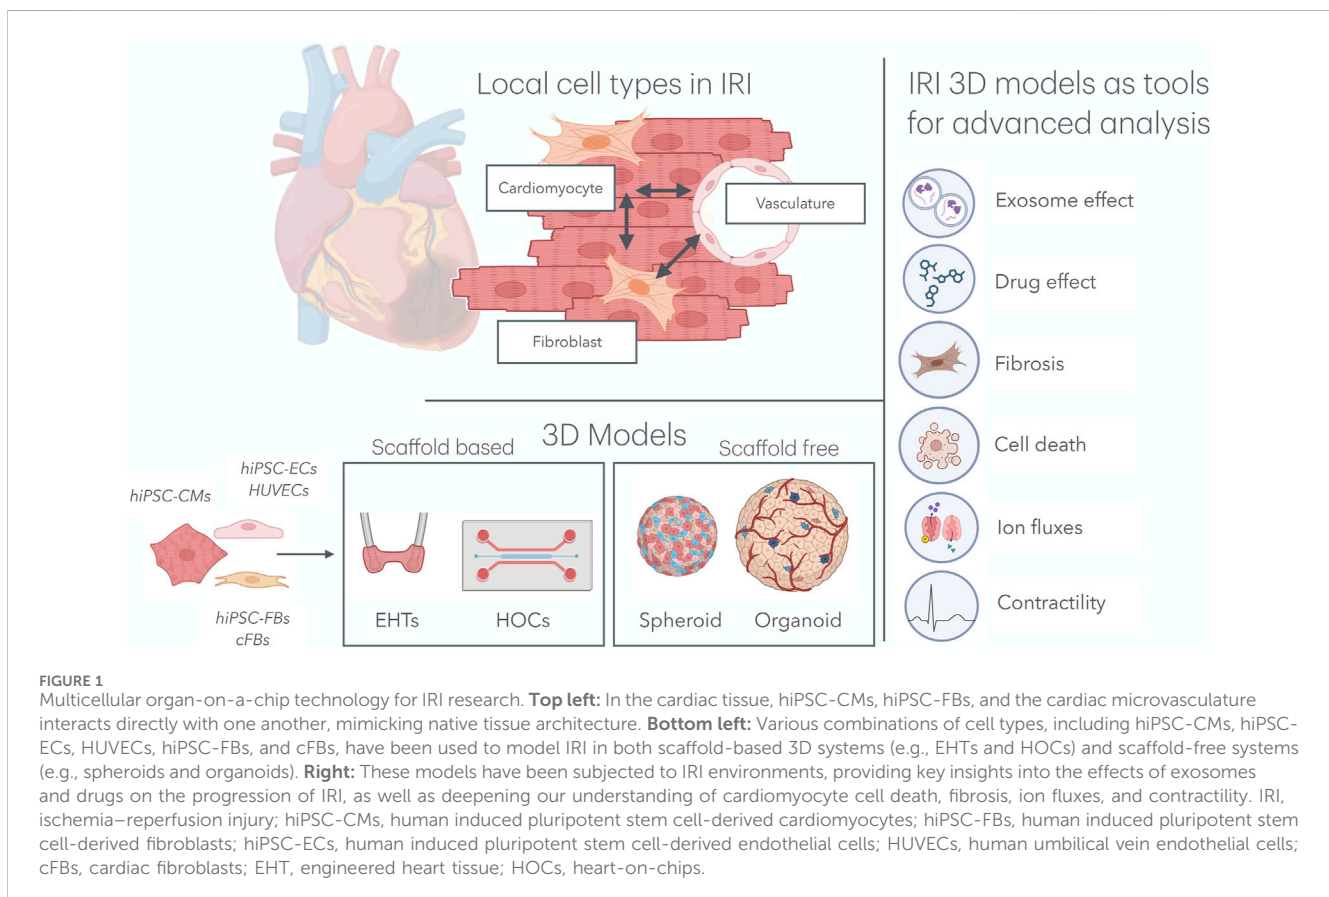 Local cell types in IRI
Cardiomyocyte
Vasculature
Fibroblast
IRI 3D models as tools
for advanced analysis
Exosome effect
Drug effect
Fibrosis
Cell death
Ion fluxes
Contractility
3D Models
Scaffold based
Scaffold free
hiPSC-CMs
hiPSC-ECs
HUVECs
hiPSC-FBs
cFBs
EHTs
HOCs
Spheroid
Organoid
FIGURE 1
Multicellular organ-on-a-chip technology for IRI research. Top left: In the cardiac tissue, hiPSC-CMs, hiPSC-FBs, and the cardiac microvasculature
interacts directly with one another, mimicking native tissue architecture. Bottom left: Various combinations of cell types, including hiPSC-CMs, hiPSC-
ECs, HUVECs, hiPSC-FBs, and cFBs, have been used to model IRI in both scaffold-based 3D systems (e.g., EHTs and HOCs) and scaffold-free systems
(e.g., spheroids and organoids). Right: These models have been subjected to IRI environments, providing key insights into the effects of exosomes
and drugs on the progression of IRI, as well as deepening our understanding of cardiomyocyte cell death, fibrosis, ion fluxes, and contractility. IRI,
ischemia–reperfusion injury; hiPSC-CMs, human induced pluripotent stem cell-derived cardiomyocytes; hiPSC-FBs, human induced pluripotent stem
cell-derived fibroblasts; hiPSC-ECs, human induced pluripotent stem cell-derived endothelial cells; HUVECs, human umbilical vein endothelial cells;
cFBs, cardiac fibroblasts; EHT, engineered heart tissue; HOCs, heart-on-chips.